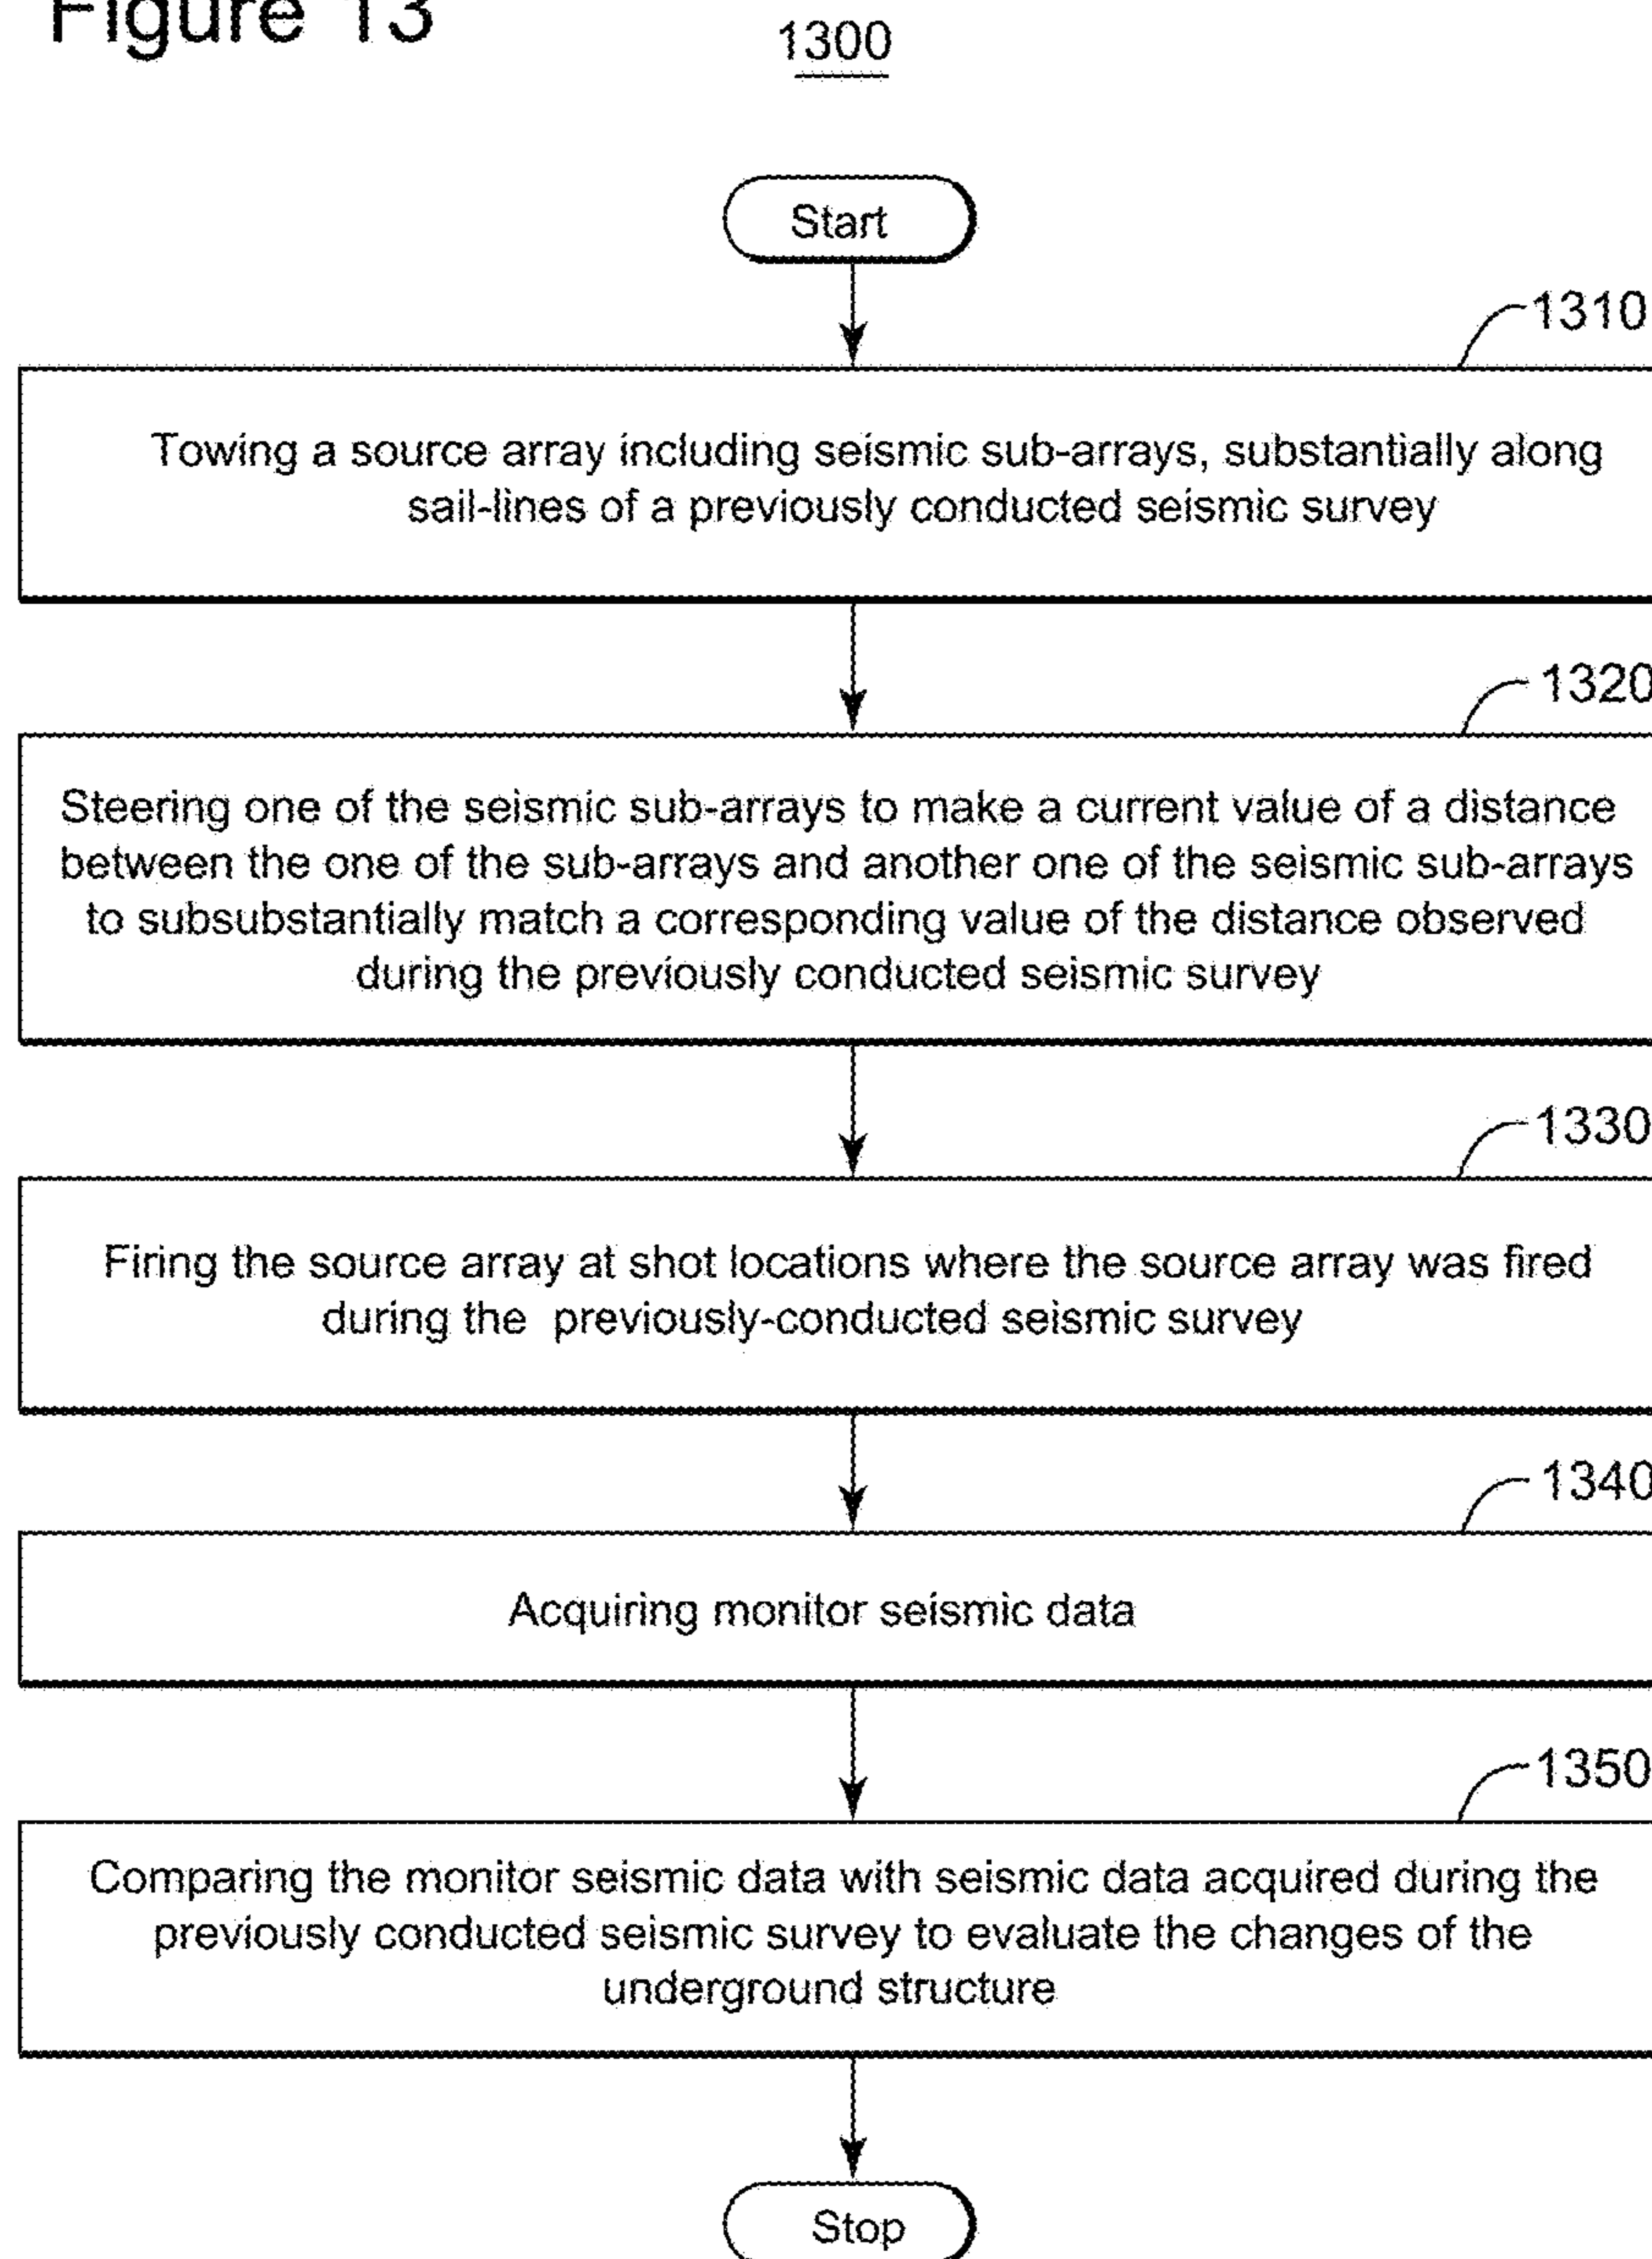 Figure 13
1300
Start
1310
Towing a source array including seismic sub-arrays, substantially along
sail-lines of a previously conducted seismic survey
1320
Steering one of the seismic sub-arrays to make a current value of a distance
between the one of the sub-arrays and another one of the seismic sub-arrays
to subsubstantially match a corresponding value of the distance observed
during the previously conducted seismic survey
1330
Firing the source array at shot locations where the source array was fired
during the previously-conducted seismic survey
1340
Acquiring monitor seismic data
1350
Comparing the monitor seismic data with seismic data acquired during the
previously conducted seismic survey to evaluate the changes of the
underground structure
Stop